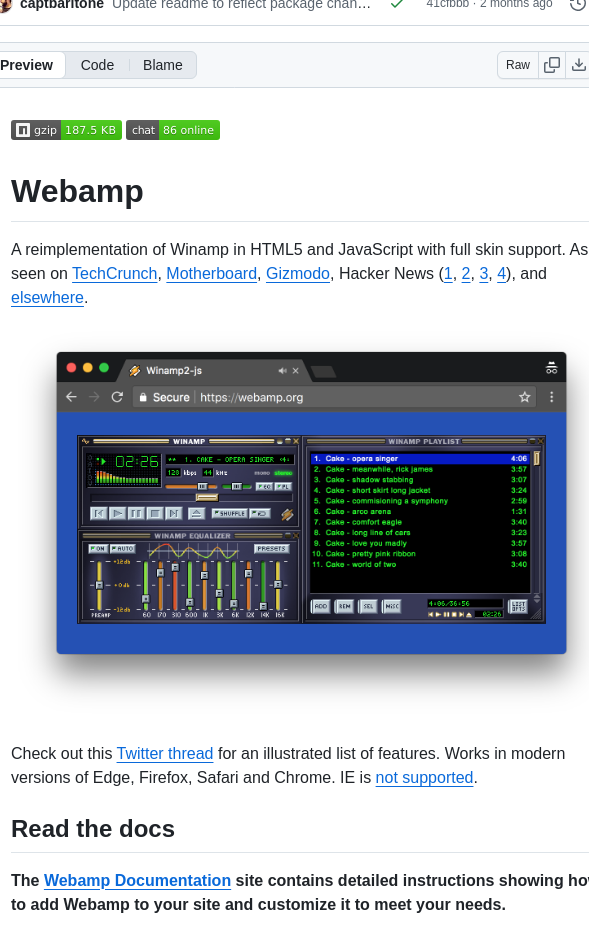 captbaritone Update readme to reflect package chan... 41cfbbb · 2 months ago
Preview Code Blame Raw
gzip 187.5 KB chat 86 online
Webamp
A reimplementation of Winamp in HTML5 and JavaScript with full skin support. As
seen on TechCrunch, Motherboard, Gizmodo, Hacker News (1, 2, 3, 4), and
elsewhere.
Winamp2-js
Secure https://webamp.org
WINAMP
02:26
** 1. CAKE - OPERA SINGER <4:
128 kbps 44 kHz MONO STEREO
EQ PL
SHUFFLE
WINAMP EQUALIZER
ON AUTO PRESETS
+12 db
+0 db
-12 db
PREAMP 60 170 310 600 1K 3K 6K 12K 14K 16K
WINAMP PLAYLIST
1. Cake - opera singer 4:06
2. Cake - meanwhile, rick james 3:57
3. Cake - shadow stabbing 3:07
4. Cake - short skirt long jacket 3:24
5. Cake - commissioning a symphony 2:59
6. Cake - arco arena 1:31
7. Cake - comfort eagle 3:40
8. Cake - long line of cars 3:23
9. Cake - love you madly 3:57
10. Cake - pretty pink ribbon 3:08
11. Cake - world of two 3:40
ADD REM SEL MISC 4:06/36:56 LIST
02:26 OPTS
Check out this Twitter thread for an illustrated list of features. Works in modern
versions of Edge, Firefox, Safari and Chrome. IE is not supported.
Read the docs
The Webamp Documentation site contains detailed instructions showing ho
to add Webamp to your site and customize it to meet your needs.